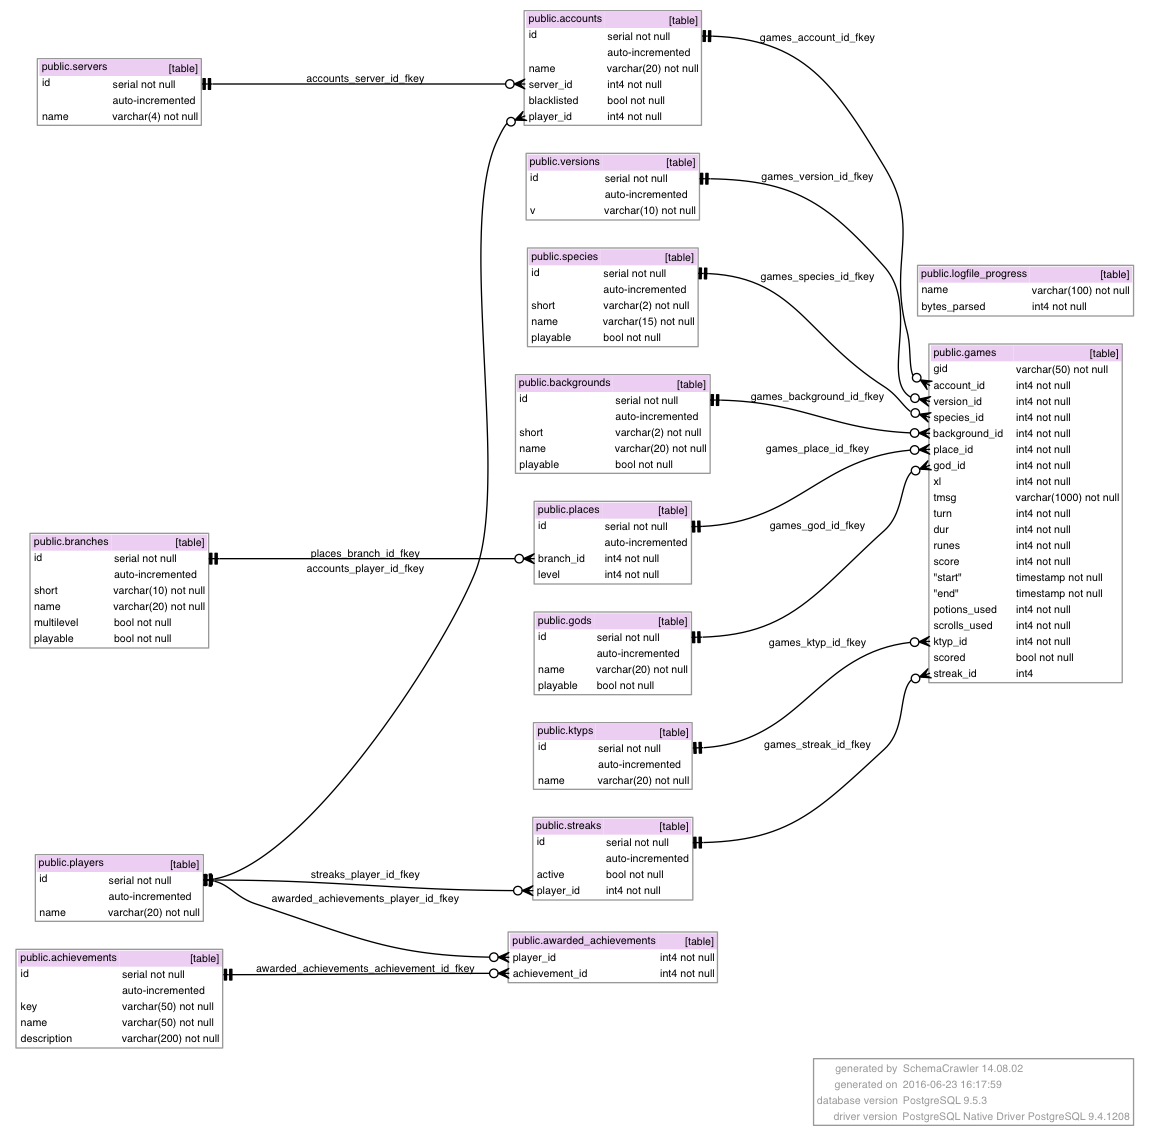 public.accounts [table]
id serial not null
auto-incremented
name varchar(20) not null
server_id int4 not null
blacklisted bool not null
player_id int4 not null
games_account_id_fkey
public.servers [table]
id serial not null
auto-incremented
name varchar(4) not null
accounts_server_id_fkey
public.versions [table]
id serial not null
auto-incremented
v varchar(10) not null
games_version_id_fkey
public.species [table]
id serial not null
auto-incremented
short varchar(2) not null
name varchar(15) not null
playable bool not null
games_species_id_fkey
public.logfile_progress [table]
name varchar(100) not null
bytes_parsed int4 not null
public.games [table]
gid varchar(50) not null
account_id int4 not null
version_id int4 not null
species_id int4 not null
background_id int4 not null
place_id int4 not null
god_id int4 not null
xl int4 not null
tmsg varchar(1000) not null
turn int4 not null
dur int4 not null
runes int4 not null
score int4 not null
"start" timestamp not null
"end" timestamp not null
potions_used int4 not null
scrolls_used int4 not null
ktyp_id int4 not null
scored bool not null
streak_id int4
public.backgrounds [table]
id serial not null
auto-incremented
short varchar(2) not null
name varchar(20) not null
playable bool not null
games_background_id_fkey
games_place_id_fkey
public.places [table]
id serial not null
auto-incremented
branch_id int4 not null
level int4 not null
games_god_id_fkey
public.branches [table]
id serial not null
auto-incremented
short varchar(10) not null
name varchar(20) not null
multilevel bool not null
playable bool not null
places_branch_id_fkey
accounts_player_id_fkey
public.gods [table]
id serial not null
auto-incremented
name varchar(20) not null
playable bool not null
games_ktyp_id_fkey
public.ktyps [table]
id serial not null
auto-incremented
name varchar(20) not null
games_streak_id_fkey
public.streaks [table]
id serial not null
auto-incremented
active bool not null
player_id int4 not null
public.players [table]
id serial not null
auto-incremented
name varchar(20) not null
streaks_player_id_fkey
awarded_achievements_player_id_fkey
public.awarded_achievements [table]
player_id int4 not null
achievement_id int4 not null
public.achievements [table]
id serial not null
auto-incremented
key varchar(50) not null
name varchar(50) not null
description varchar(200) not null
awarded_achievements_achievement_id_fkey
generated by SchemaCrawler 14.08.02
generated on 2016-06-23 16:17:59
database version PostgreSQL 9.5.3
driver version PostgreSQL Native Driver PostgreSQL 9.4.1208